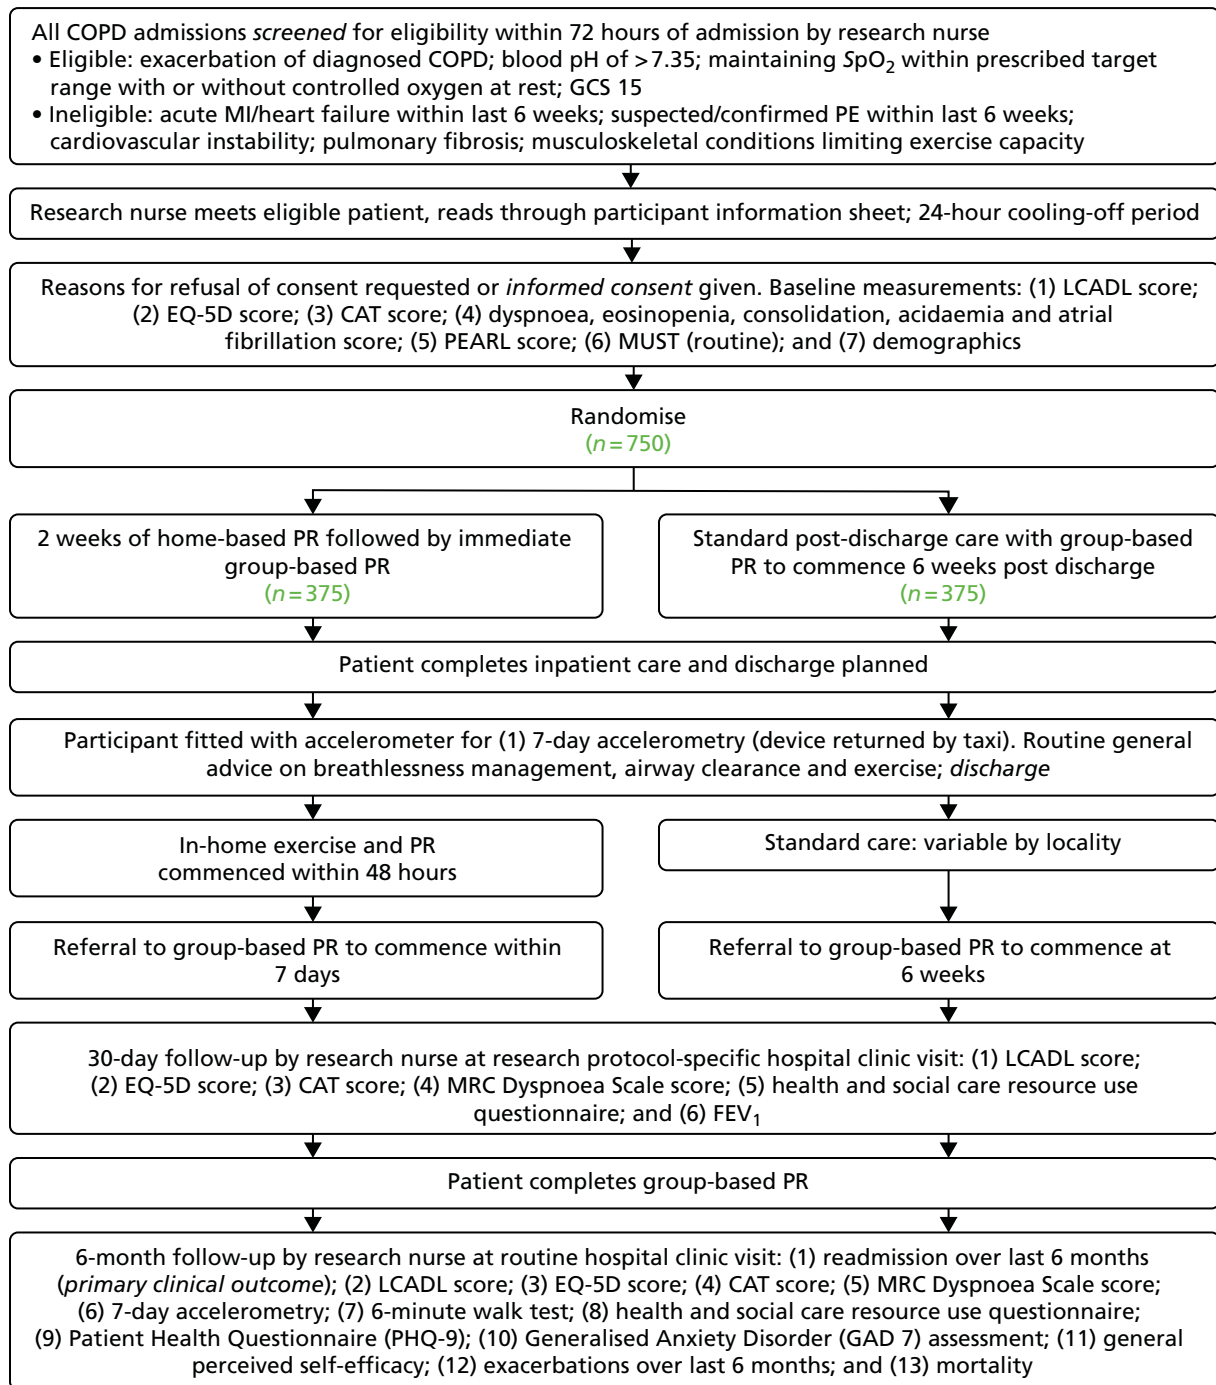 All COPD admissions screened for eligibility within 72 hours of admission by research nurse
• Eligible: exacerbation of diagnosed COPD; blood pH of >7.35; maintaining SpO₂ within prescribed target
range with or without controlled oxygen at rest; GCS 15
• Ineligible: acute MI/heart failure within last 6 weeks; suspected/confirmed PE within last 6 weeks;
cardiovascular instability; pulmonary fibrosis; musculoskeletal conditions limiting exercise capacity
Research nurse meets eligible patient, reads through participant information sheet; 24-hour cooling-off period
Reasons for refusal of consent requested or informed consent given. Baseline measurements: (1) LCADL score;
(2) EQ-5D score; (3) CAT score; (4) dyspnoea, eosinopenia, consolidation, acidaemia and atrial
fibrillation score; (5) PEARL score; (6) MUST (routine); and (7) demographics
Randomise
(n=750)
2 weeks of home-based PR followed by immediate
group-based PR
(n=375)
Standard post-discharge care with group-based
PR to commence 6 weeks post discharge
(n=375)
Patient completes inpatient care and discharge planned
Participant fitted with accelerometer for (1) 7-day accelerometry (device returned by taxi). Routine general
advice on breathlessness management, airway clearance and exercise; discharge
In-home exercise and PR
commenced within 48 hours
Standard care: variable by locality
Referral to group-based PR to commence within
7 days
Referral to group-based PR to commence at
6 weeks
30-day follow-up by research nurse at research protocol-specific hospital clinic visit: (1) LCADL score;
(2) EQ-5D score; (3) CAT score; (4) MRC Dyspnoea Scale score; (5) health and social care resource use
questionnaire; and (6) FEV₁
Patient completes group-based PR
6-month follow-up by research nurse at routine hospital clinic visit: (1) readmission over last 6 months
(primary clinical outcome); (2) LCADL score; (3) EQ-5D score; (4) CAT score; (5) MRC Dyspnoea Scale score;
(6) 7-day accelerometry; (7) 6-minute walk test; (8) health and social care resource use questionnaire;
(9) Patient Health Questionnaire (PHQ-9); (10) Generalised Anxiety Disorder (GAD 7) assessment; (11) general
perceived self-efficacy; (12) exacerbations over last 6 months; and (13) mortality